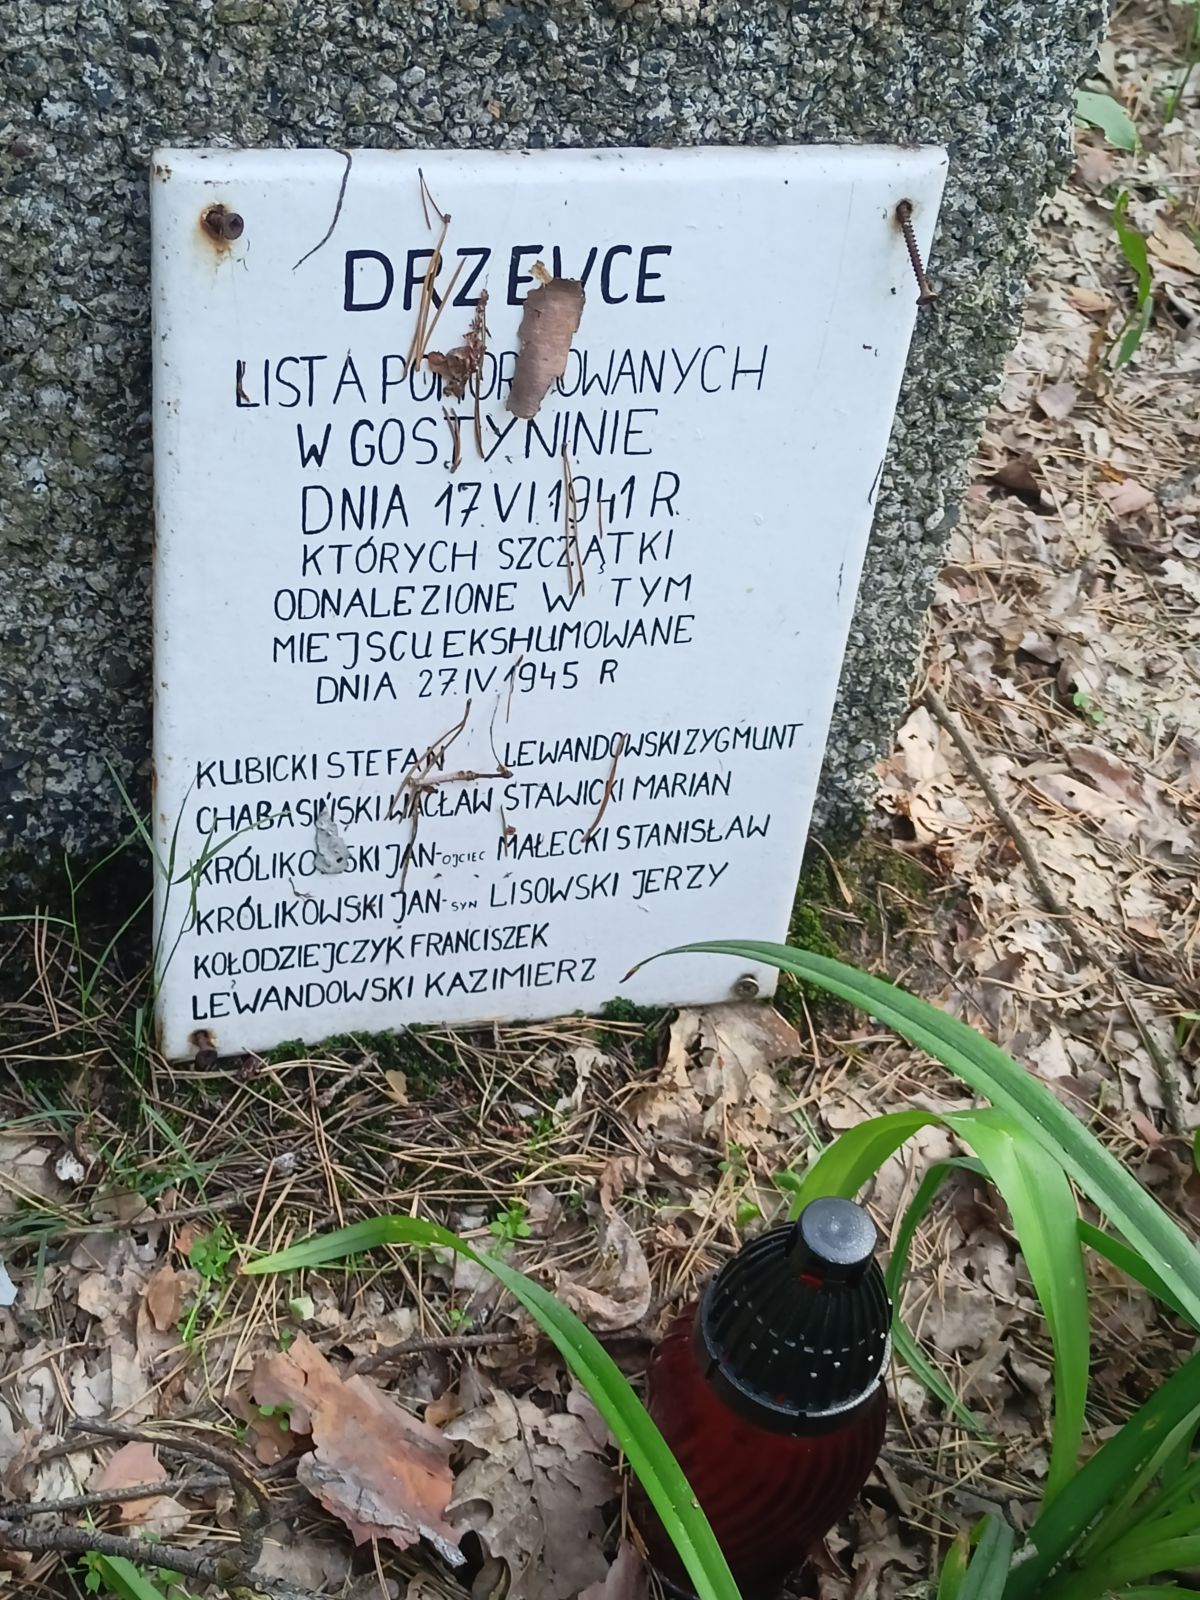 DRZEWCE
LISTA POMORDOWANYCH
W GOSTYNINIE
DNIA 17.VI.1941 R.
KTÓRYCH SZCZĄTKI
ODNALEZIONE W TYM
MIEJSCU EKSHUMOWANE
DNIA 27.IV.1945 R
KUBICKI STEFAN LEWANDOWSKI ZYGMUNT
CHABASIŃSKI WACŁAW STAWICKI MARIAN
KRÓLIKOWSKI JAN-OJCIEC MAŁECKI STANISŁAW
KRÓLIKOWSKI JAN-SYN LISOWSKI JERZY
KOŁODZIEJCZYK FRANCISZEK
LEWANDOWSKI KAZIMIERZ